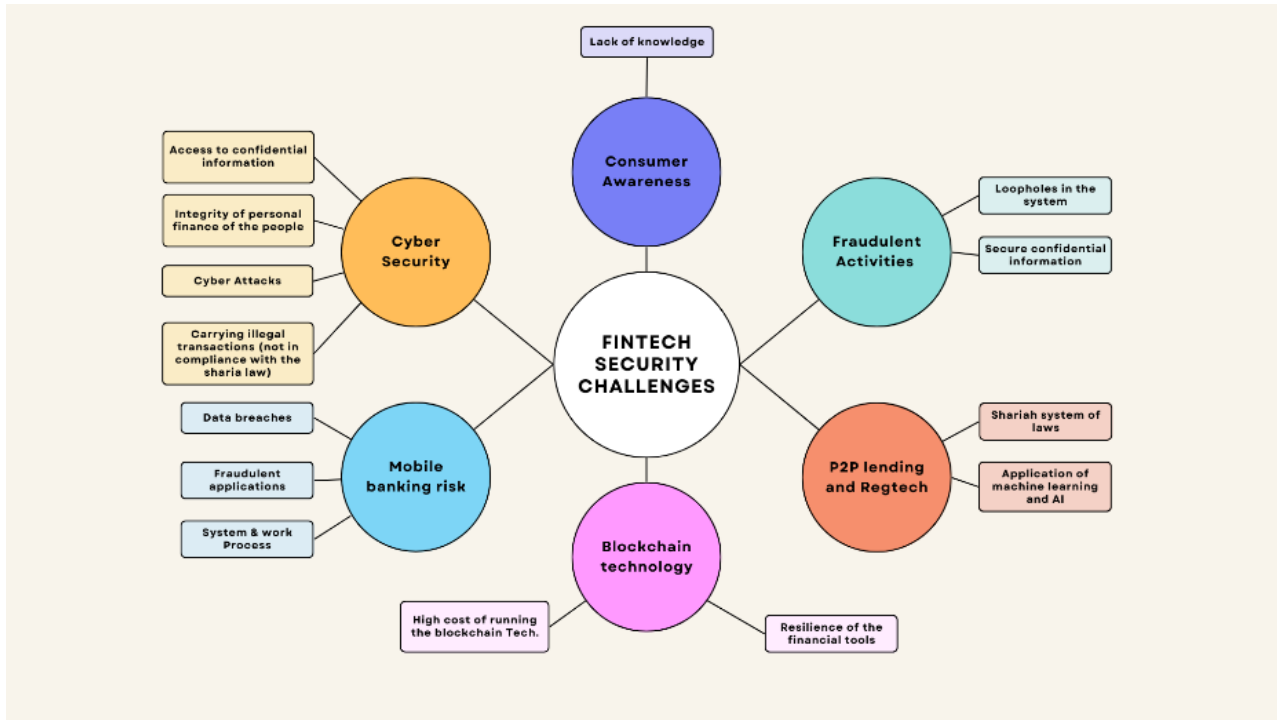 Lack of knowledge
Consumer
Awareness
Access to confidential
information
Integrity of personal
finance of the people
Cyber Attacks
Carrying illegal
transactions (not in
compliance with the
sharia law)
Cyber
Security
Fraudulent
Activities
Loopholes in the
system
Secure confidential
information
FINTECH
SECURITY
CHALLENGES
Data breaches
Fraudulent
applications
System & work
Process
Mobile
banking risk
P2P lending
and Regtech
Shariah system of
laws
Application of
machine learning
and AI
Blockchain
technology
High cost of running
the blockchain Tech.
Resilience of the
financial tools